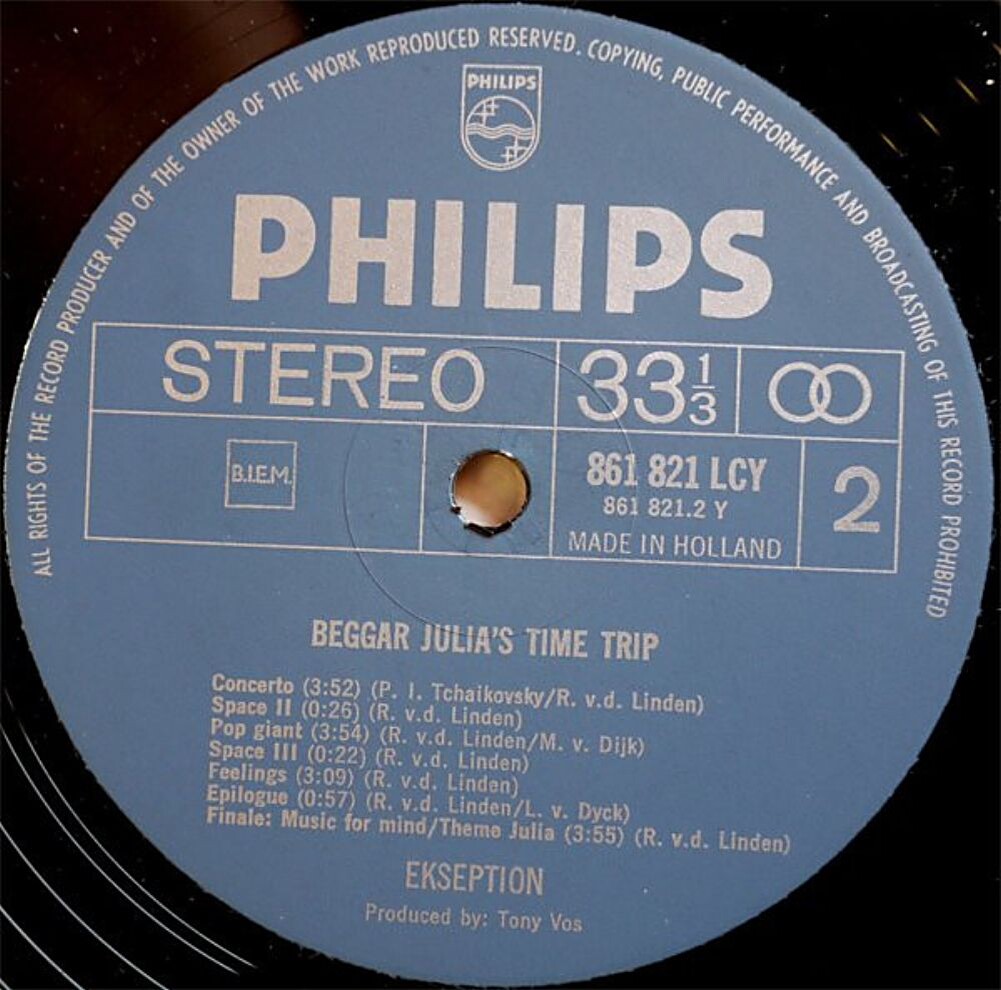 ALL RIGHTS OF THE RECORD PRODUCER AND OF THE OWNER OF THE WORK REPRODUCED RESERVED. COPYING, PUBLIC PERFORMANCE AND BROADCASTING OF THIS RECORD PROHIBITED
PHILIPS
PHILIPS
STEREO 33 1/3
B.I.E.M. 861 821 LCY 2
861 821.2 Y
MADE IN HOLLAND
BEGGAR JULIA'S TIME TRIP
Concerto (3:52) (P. I. Tchaikovsky/R. v.d. Linden)
Space II (0:26) (R. v.d. Linden)
Pop giant (3:54) (R. v.d. Linden/M. v. Dijk)
Space III (0:22) (R. v.d. Linden)
Feelings (3:09) (R. v.d. Linden)
Epilogue (0:57) (R. v.d. Linden/L. v. Dyck)
Finale: Music for mind/Theme Julia (3:55) (R. v.d. Linden)
EKSEPTION
Produced by: Tony Vos